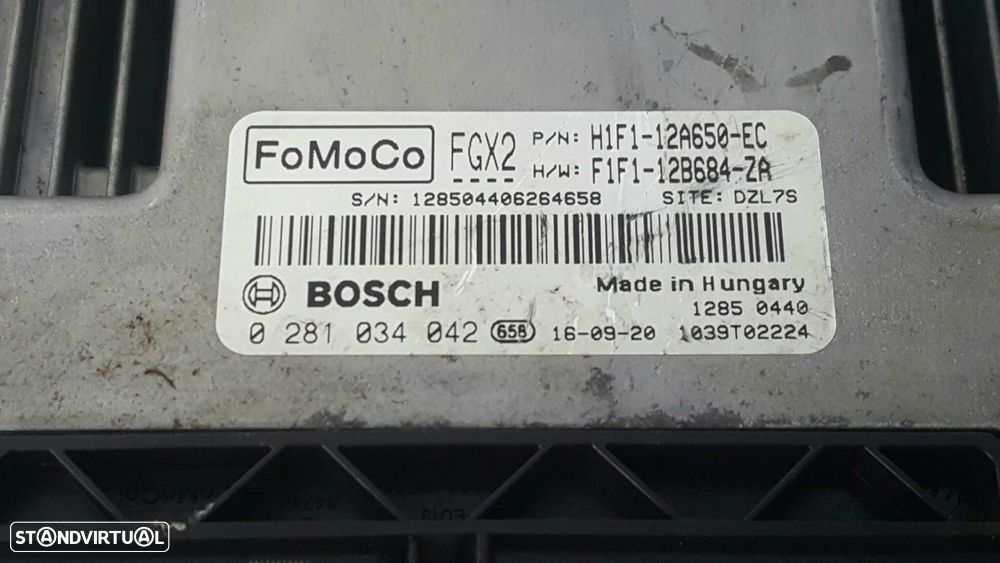 FoMoCo FGX2 P/N: H1F1-12A650-EC
H/W: F1F1-12B684-ZA
S/N: 128504406264658 SITE: DZL7S
BOSCH Made in Hungary
1285 0440
0 281 034 042 658 16-09-20 1039T02224
FoMoCo
STANDVIRTUAL